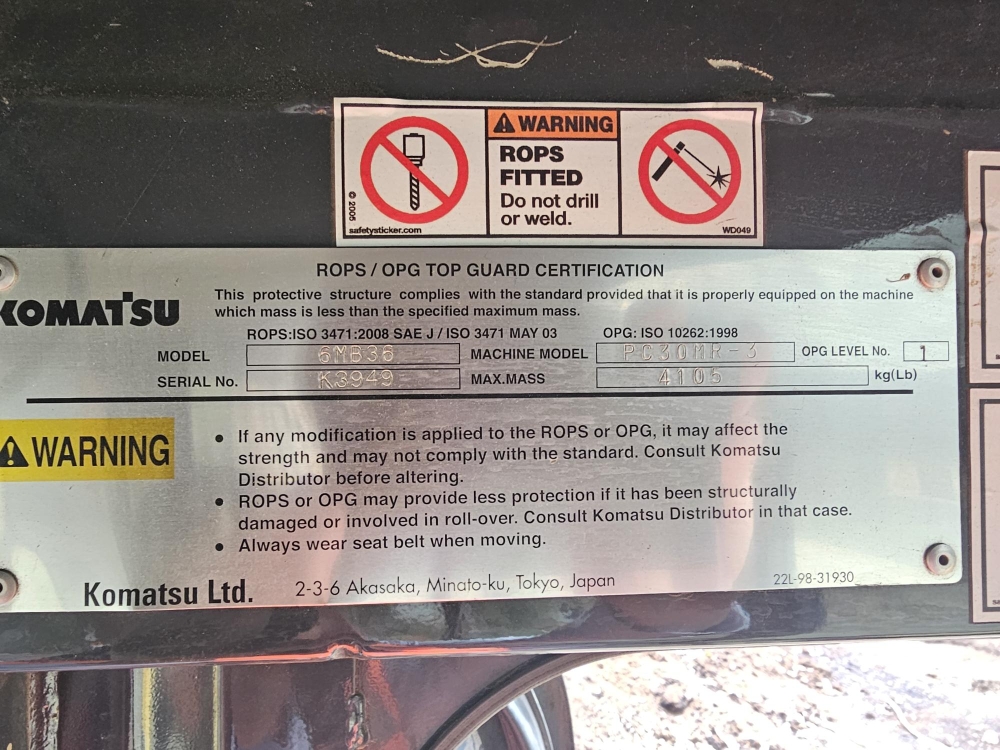 WARNING
ROPS
FITTED
Do not drill
or weld.
© 2005
safetysticker.com
WD049
ROPS / OPG TOP GUARD CERTIFICATION
KOMATSU
This protective structure complies with the standard provided that it is properly equipped on the machine
which mass is less than the specified maximum mass.
ROPS:ISO 3471:2008 SAE J / ISO 3471 MAY 03 OPG: ISO 10262:1998
MODEL 6MB36 MACHINE MODEL PC30MR-3 OPG LEVEL No. 1
SERIAL No. K3949 MAX.MASS 4105 kg(Lb)
WARNING
• If any modification is applied to the ROPS or OPG, it may affect the
strength and may not comply with the standard. Consult Komatsu
Distributor before altering.
• ROPS or OPG may provide less protection if it has been structurally
damaged or involved in roll-over. Consult Komatsu Distributor in that case.
• Always wear seat belt when moving.
Komatsu Ltd. 2-3-6 Akasaka, Minato-ku, Tokyo, Japan 22L-98-31930